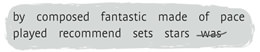 by composed fantastic made of pace
played recommend sets stars was